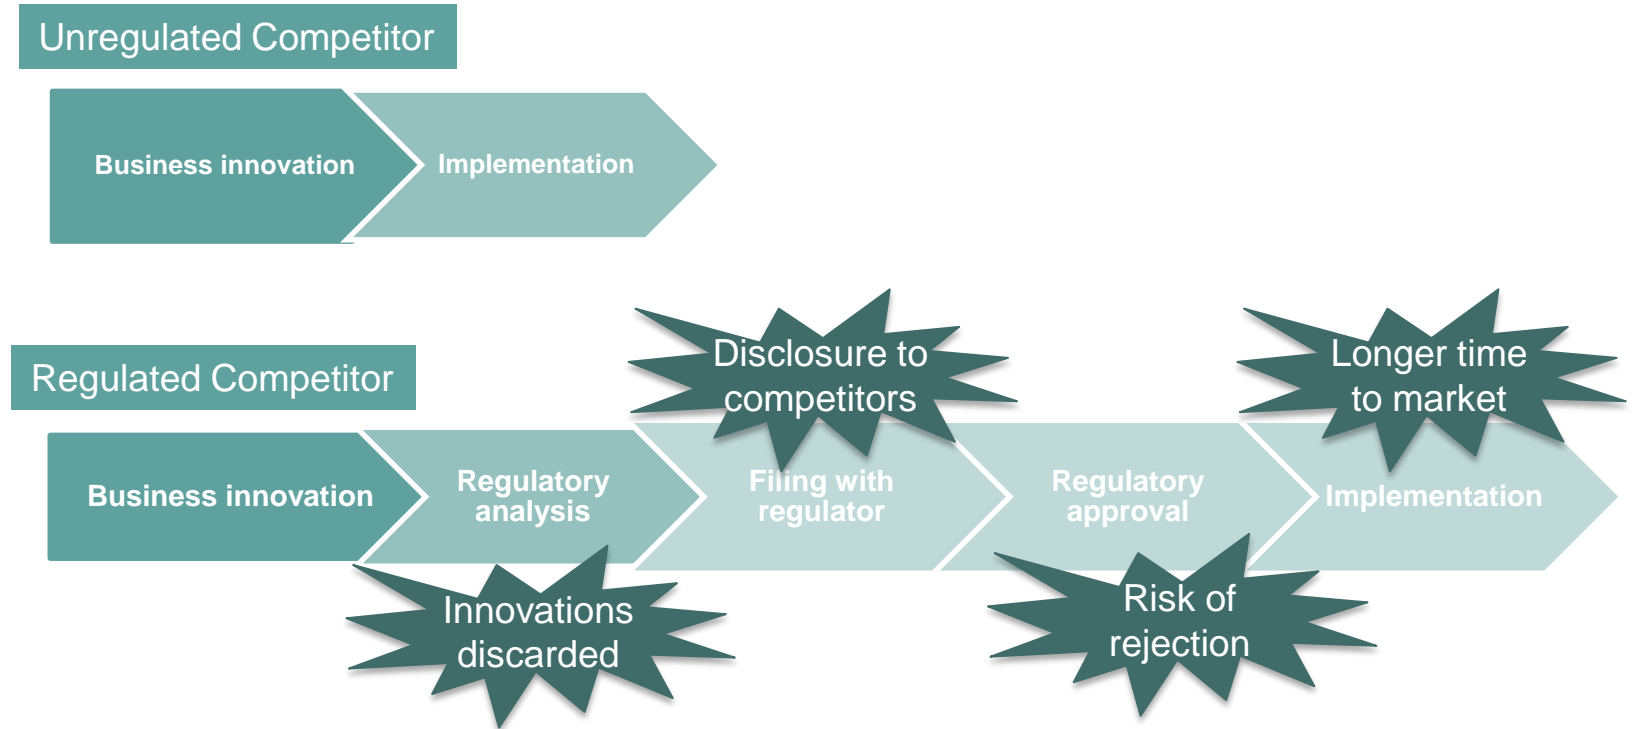 Unregulated Competitor
Business innovation
Implementation
Regulated Competitor
Disclosure to
competitors
Longer time
to market
Business innovation
Regulatory
analysis
Filing with
regulator
Regulatory
approval
Implementation
Innovations
discarded
Risk of
rejection